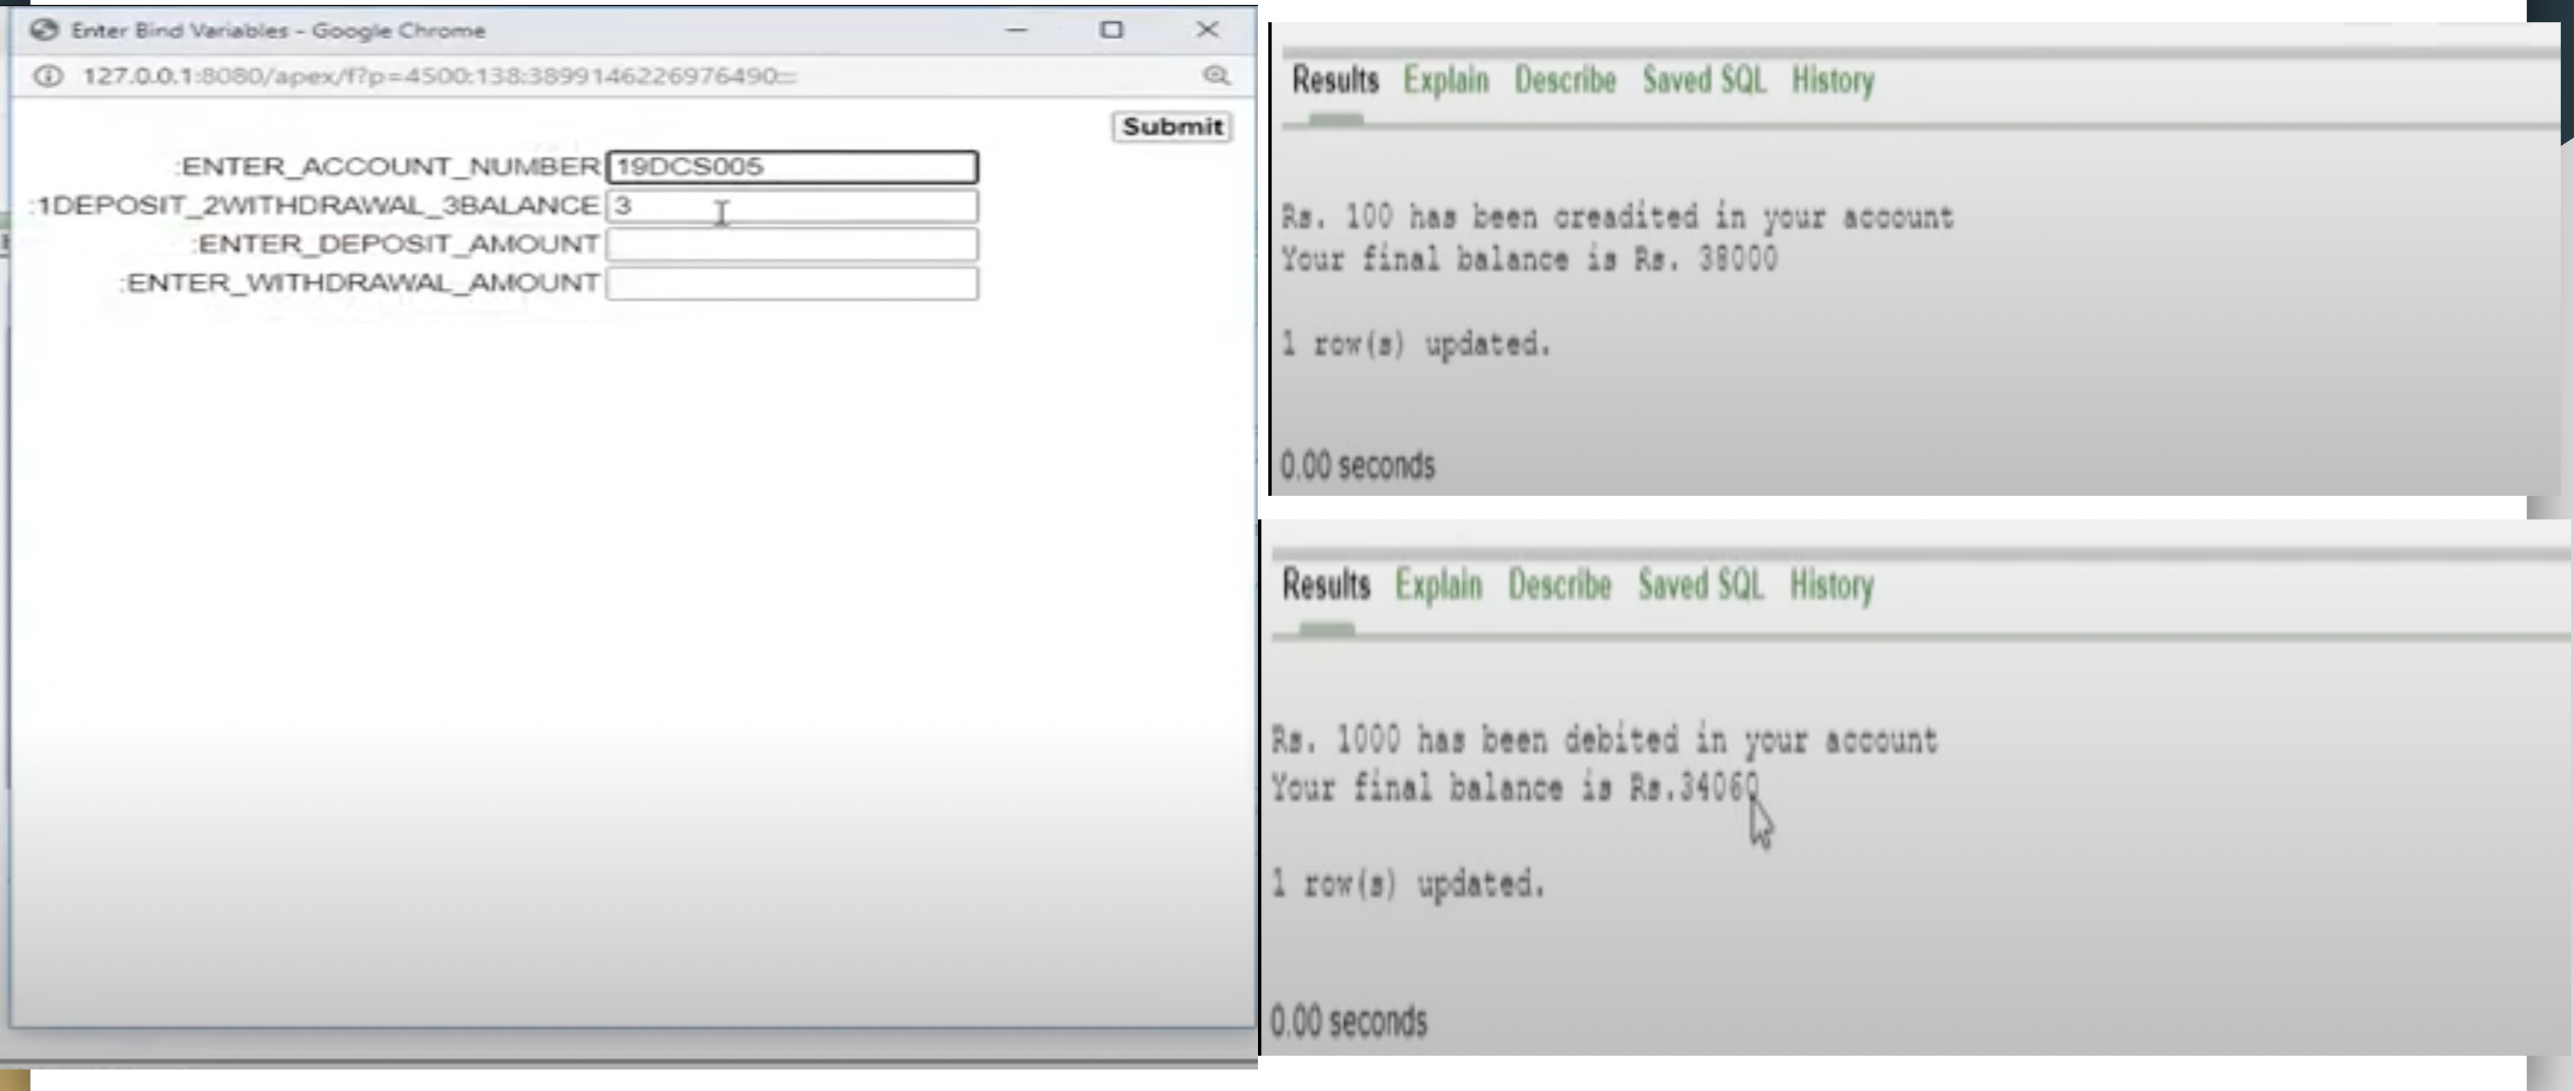 Enter Bind Variables - Google Chrome
127.0.0.1:8080/apex/f?p=4500:138:3899146226976490:::
Submit
:ENTER_ACCOUNT_NUMBER 19DCS005
:1DEPOSIT_2WITHDRAWAL_3BALANCE 3
:ENTER_DEPOSIT_AMOUNT
:ENTER_WITHDRAWAL_AMOUNT
Results Explain Describe Saved SQL History
Rs. 100 has been creadited in your account
Your final balance is Rs. 38000
1 row(s) updated.
0.00 seconds
Results Explain Describe Saved SQL History
Rs. 1000 has been debited in your account
Your final balance is Rs.34060
1 row(s) updated.
0.00 seconds